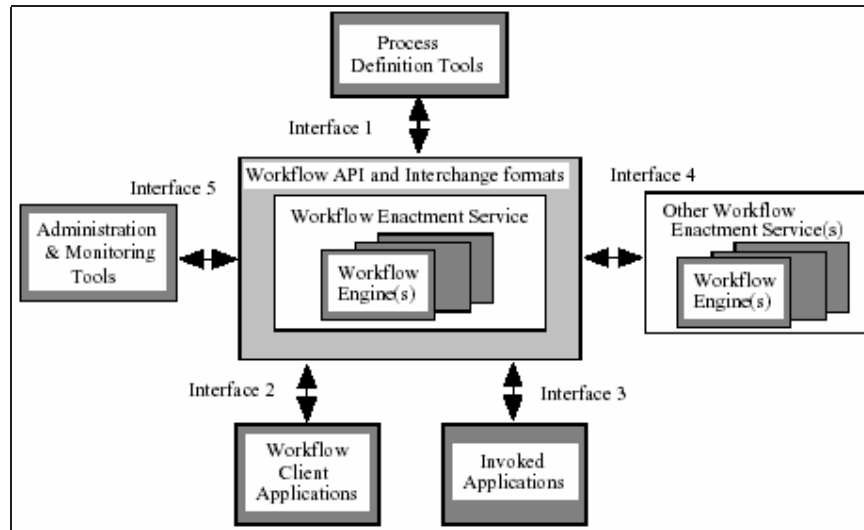 Process
Definition Tools
Interface 1
Workflow API and Interchange formats
Interface 5
Interface 4
Administration
& Monitoring
Tools
Workflow Enactment Service
Workflow
Engine(s)
Other Workflow
Enactment Service(s)
Workflow
Engine(s)
Interface 2
Interface 3
Workflow
Client
Applications
Invoked
Applications